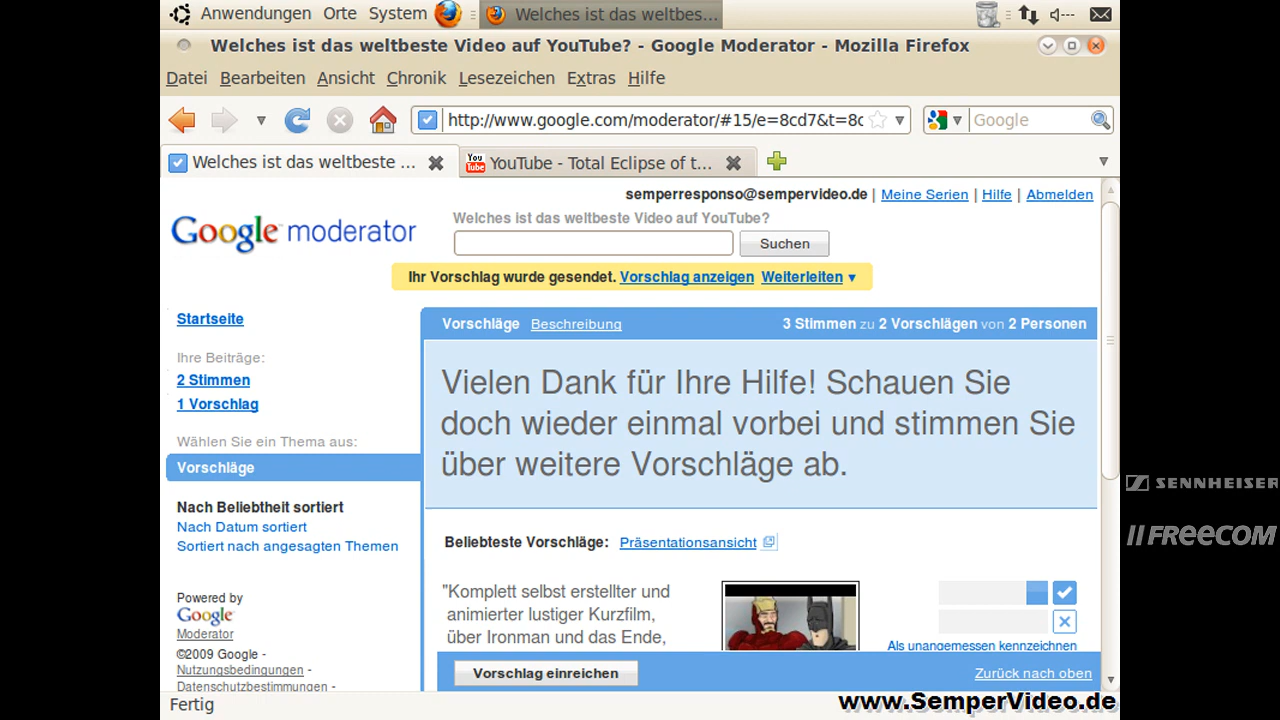 Anwendungen Orte System Welches ist das weltbes...
Welches ist das weltbeste Video auf YouTube? - Google Moderator - Mozilla Firefox
Datei Bearbeiten Ansicht Chronik Lesezeichen Extras Hilfe
http://www.google.com/moderator/#15/e=8cd7&t=8c Google
Welches ist das weltbeste ... YouTube - Total Eclipse of t...
semperresponso@sempervideo.de | Meine Serien | Hilfe | Abmelden
Google moderator
Welches ist das weltbeste Video auf YouTube?
Suchen
Ihr Vorschlag wurde gesendet. Vorschlag anzeigen Weiterleiten ▼
Startseite
Ihre Beiträge:
2 Stimmen
1 Vorschlag
Wählen Sie ein Thema aus:
Vorschläge
Nach Beliebtheit sortiert
Nach Datum sortiert
Sortiert nach angesagten Themen
Powered by
Google
Moderator
©2009 Google -
Nutzungsbedingungen -
Datenschutzbestimmungen -
Vorschläge Beschreibung 3 Stimmen zu 2 Vorschlägen von 2 Personen
Vielen Dank für Ihre Hilfe! Schauen Sie
doch wieder einmal vorbei und stimmen Sie
über weitere Vorschläge ab.
Beliebteste Vorschläge: Präsentationsansicht
"Komplett selbst erstellter und
animierter lustiger Kurzfilm,
über Ironman und das Ende,
Als unangemessen kennzeichnen
Vorschlag einreichen Zurück nach oben
Fertig
www.SemperVideo.de
SENNHEISER
FREECOM